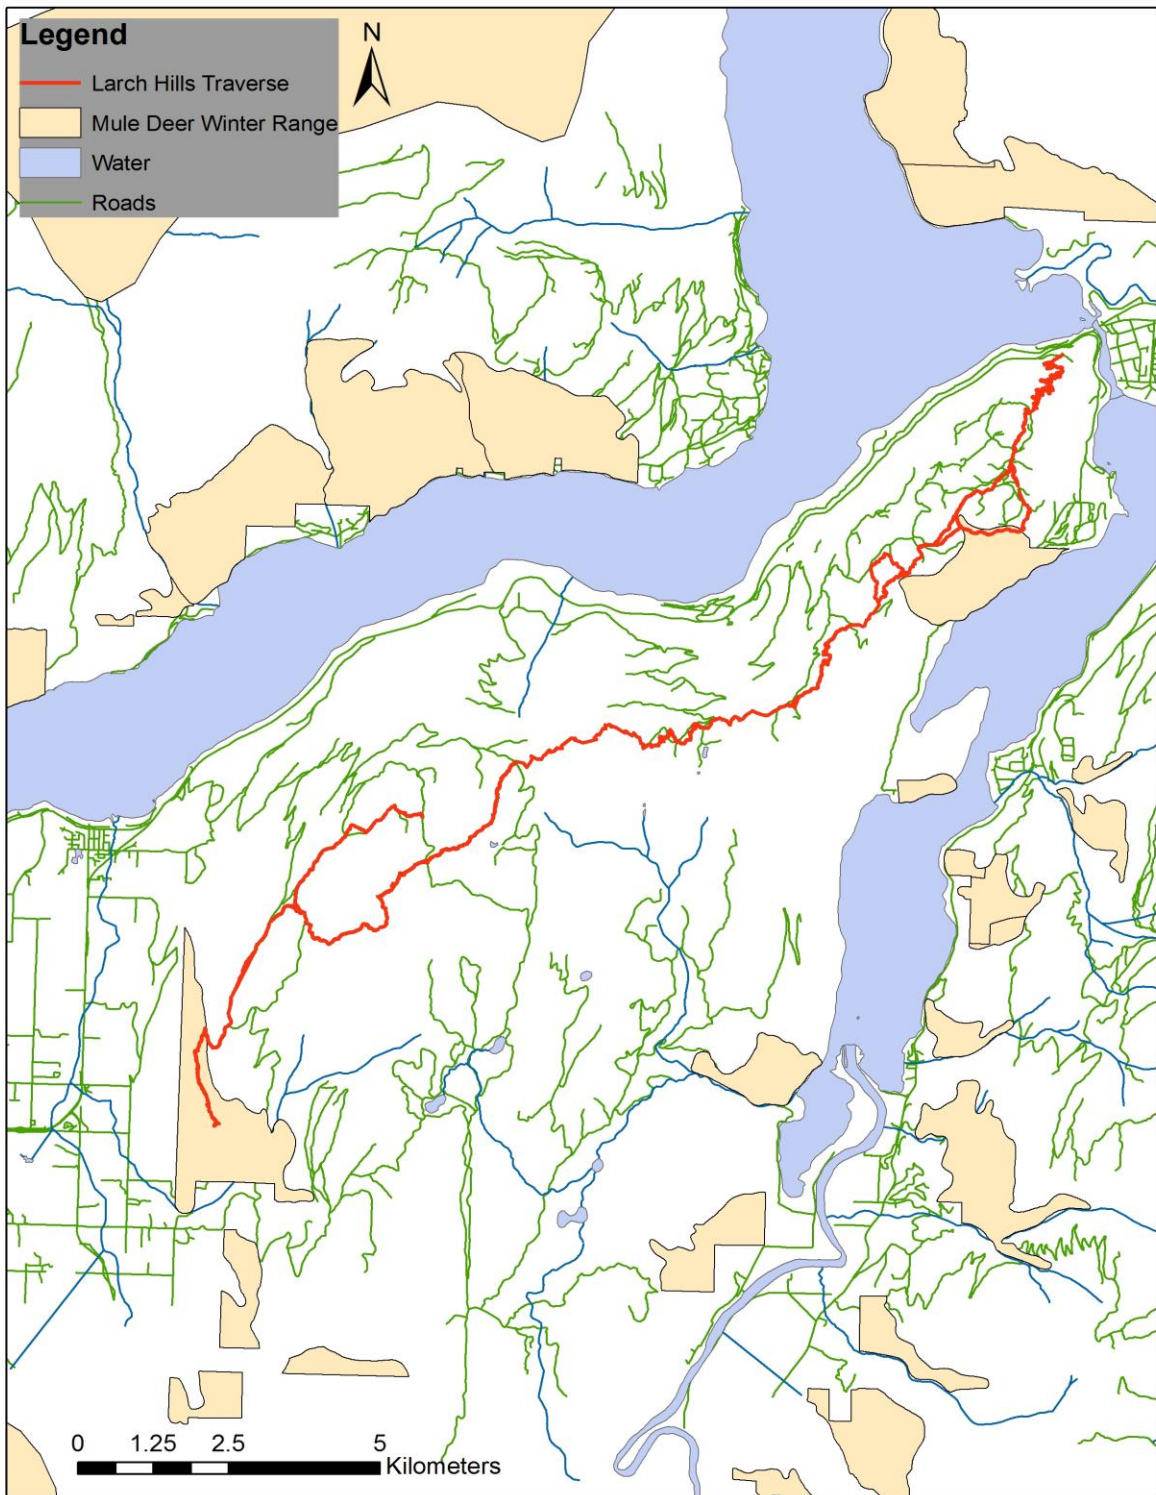 Legend
N
Larch Hills Traverse
Mule Deer Winter Range
Water
Roads
0 1.25 2.5 5
Kilometers